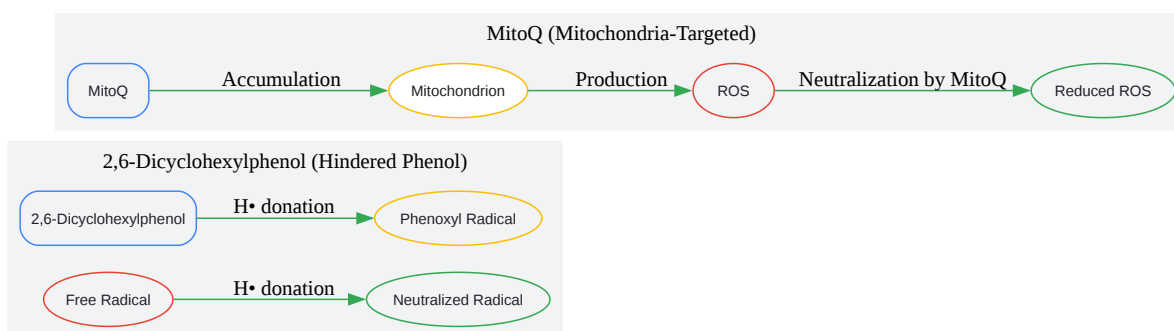 MitoQ (Mitochondria-Targeted)
MitoQ
Accumulation
Mitochondrion
Production
ROS
Neutralization by MitoQ
Reduced ROS
2,6-Dicyclohexylphenol (Hindered Phenol)
2,6-Dicyclohexylphenol
H• donation
Phenoxyl Radical
Free Radical
H• donation
Neutralized Radical